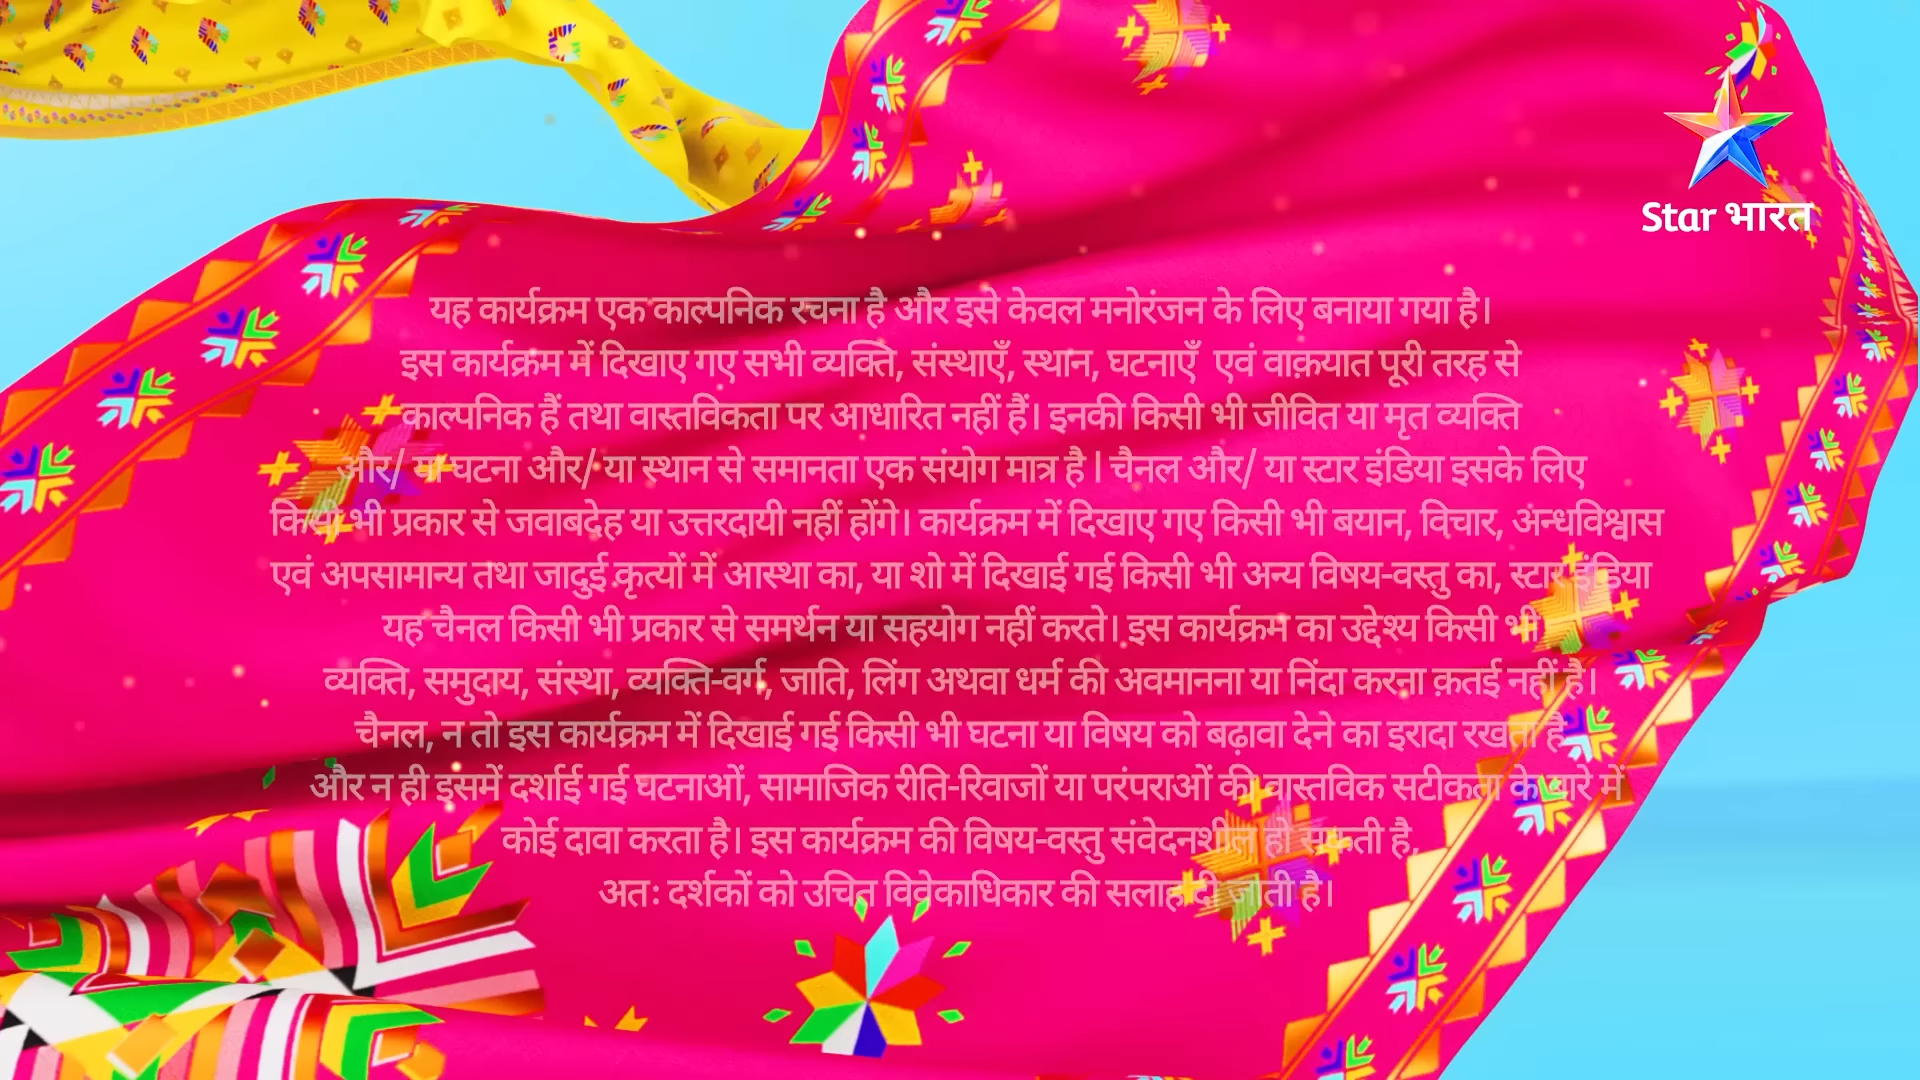 Star भारत
यह कार्यक्रम एक काल्पनिक रचना है और इसे केवल मनोरंजन के लिए बनाया गया है।
इस कार्यक्रम में दिखाए गए सभी व्यक्ति, संस्थाएँ, स्थान, घटनाएँ एवं वाक़यात पूरी तरह से
काल्पनिक हैं तथा वास्तविकता पर आधारित नहीं हैं। इनकी किसी भी जीवित या मृत व्यक्ति
और/ या घटना और/ या स्थान से समानता एक संयोग मात्र है | चैनल और/ या स्टार इंडिया इसके लिए
किसी भी प्रकार से जवाबदेह या उत्तरदायी नहीं होंगे। कार्यक्रम में दिखाए गए किसी भी बयान, विचार, अंन्धविश्वास
एवं अपसामान्य तथा जादुई कृत्यों में आस्था का, या शो में दिखाई गई किसी भी अन्य विषय-वस्तु का, स्टार इंडिया
यह चैनल किसी भी प्रकार से समर्थन या सहयोग नहीं करते। इस कार्यक्रम का उद्देश्य किसी भी
व्यक्ति, समुदाय, संस्था, व्यक्ति-वर्ग, जाति, लिंग अथवा धर्म की अवमानना या निंदा करना क़तई नहीं है।
चैनल, न तो इस कार्यक्रम में दिखाई गई किसी भी घटना या विषय को बढ़ावा देने का इरादा रखता है
और न ही इसमें दर्शाई गई घटनाओं, सामाजिक रीति-रिवाजों या परंपराओं की वास्तविक सटीकता के बारे में
कोई दावा करता है। इस कार्यक्रम की विषय-वस्तु संवेदनशील हो सकती है,
अतः दर्शकों को उचित विवेकाधिकार की सलाह दी जाती है।